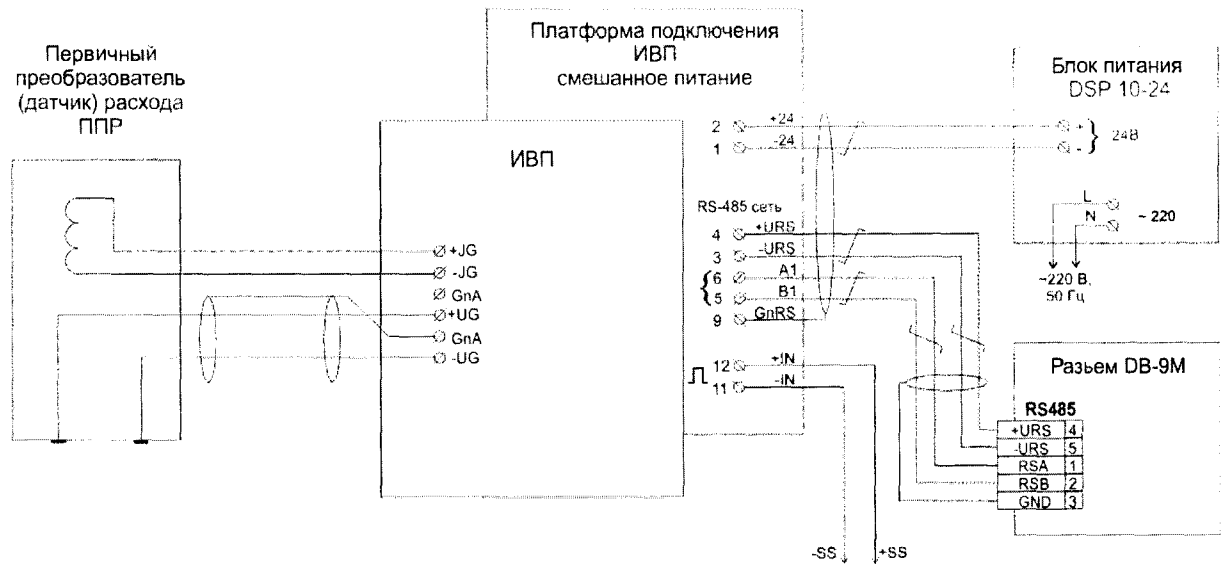 Первичный
преобразователь
(датчик) расхода
ППР
Платформа подключения
ИВП
смешанное питание
ИВП
+JG
-JG
GnA
+UG
GnA
-UG
2 +24
1 -24
RS-485 сеть
4 +URS
3 -URS
6 A1
5 B1
9 GnRS
12 +IN
11 -IN
-SS
+SS
Блок питания
DSP 10-24
+
-
24В
L
N
~ 220
~220 В,
50 Гц
Разьем DB-9М
RS485
+URS 4
-URS 5
RSA 1
RSB 2
GND 3